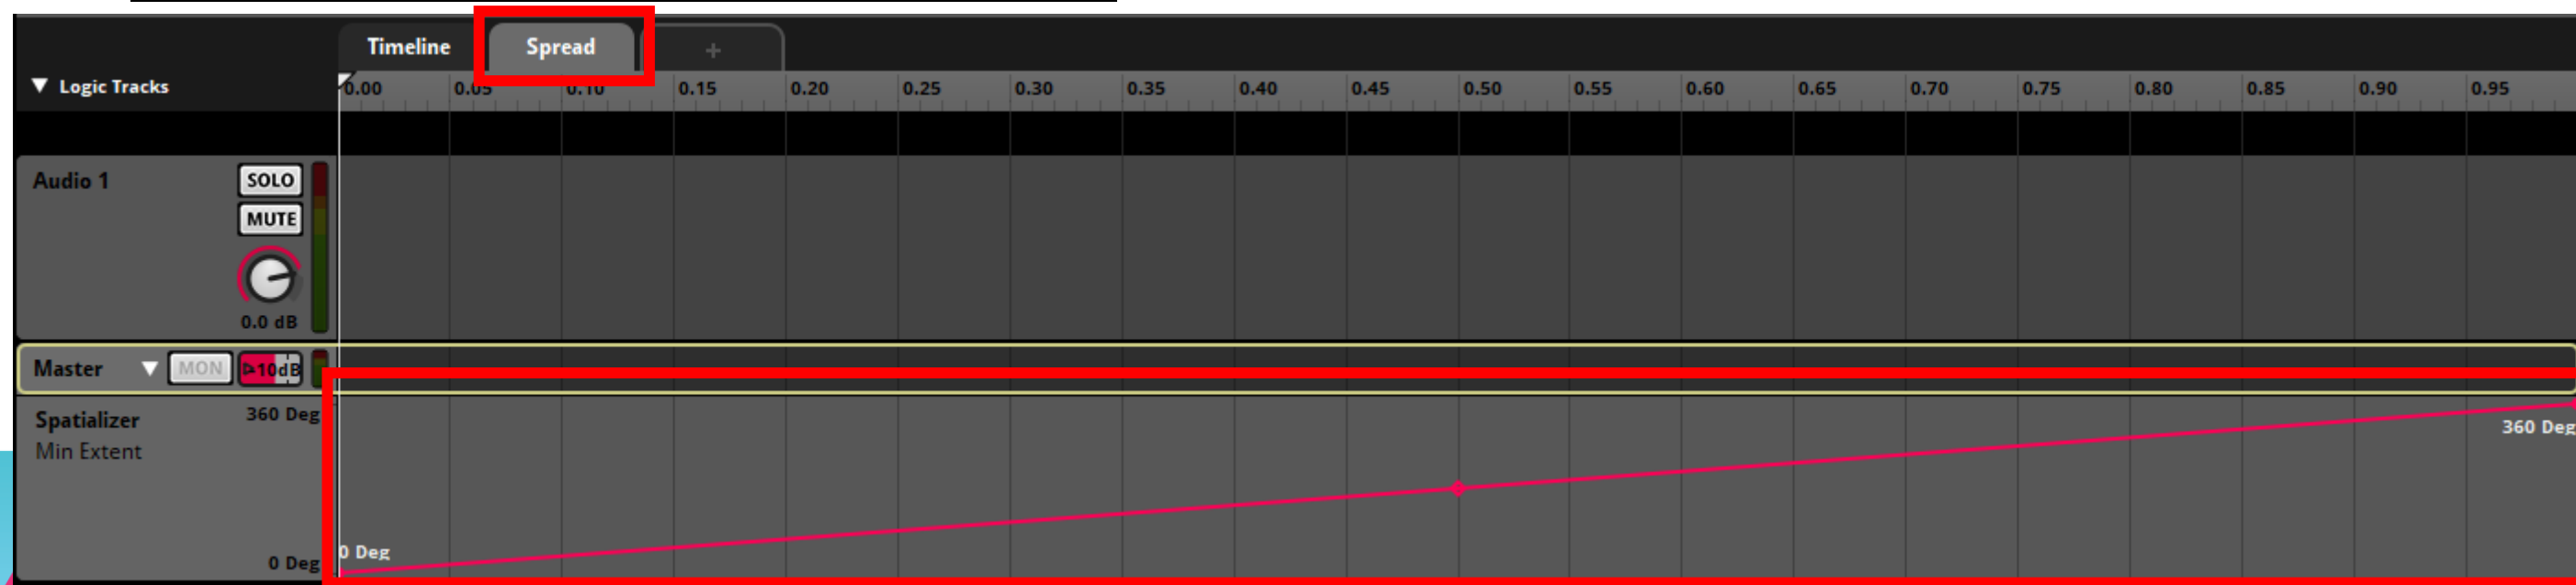 Timeline Spread +
Logic Tracks 0.00 0.05 0.10 0.15 0.20 0.25 0.30 0.35 0.40 0.45 0.50 0.55 0.60 0.65 0.70 0.75 0.80 0.85 0.90 0.95
Audio 1 SOLO
MUTE
0.0 dB
Master MON 10dB
Spatializer 360 Deg
360 Deg
Min Extent
0 Deg
0 Deg